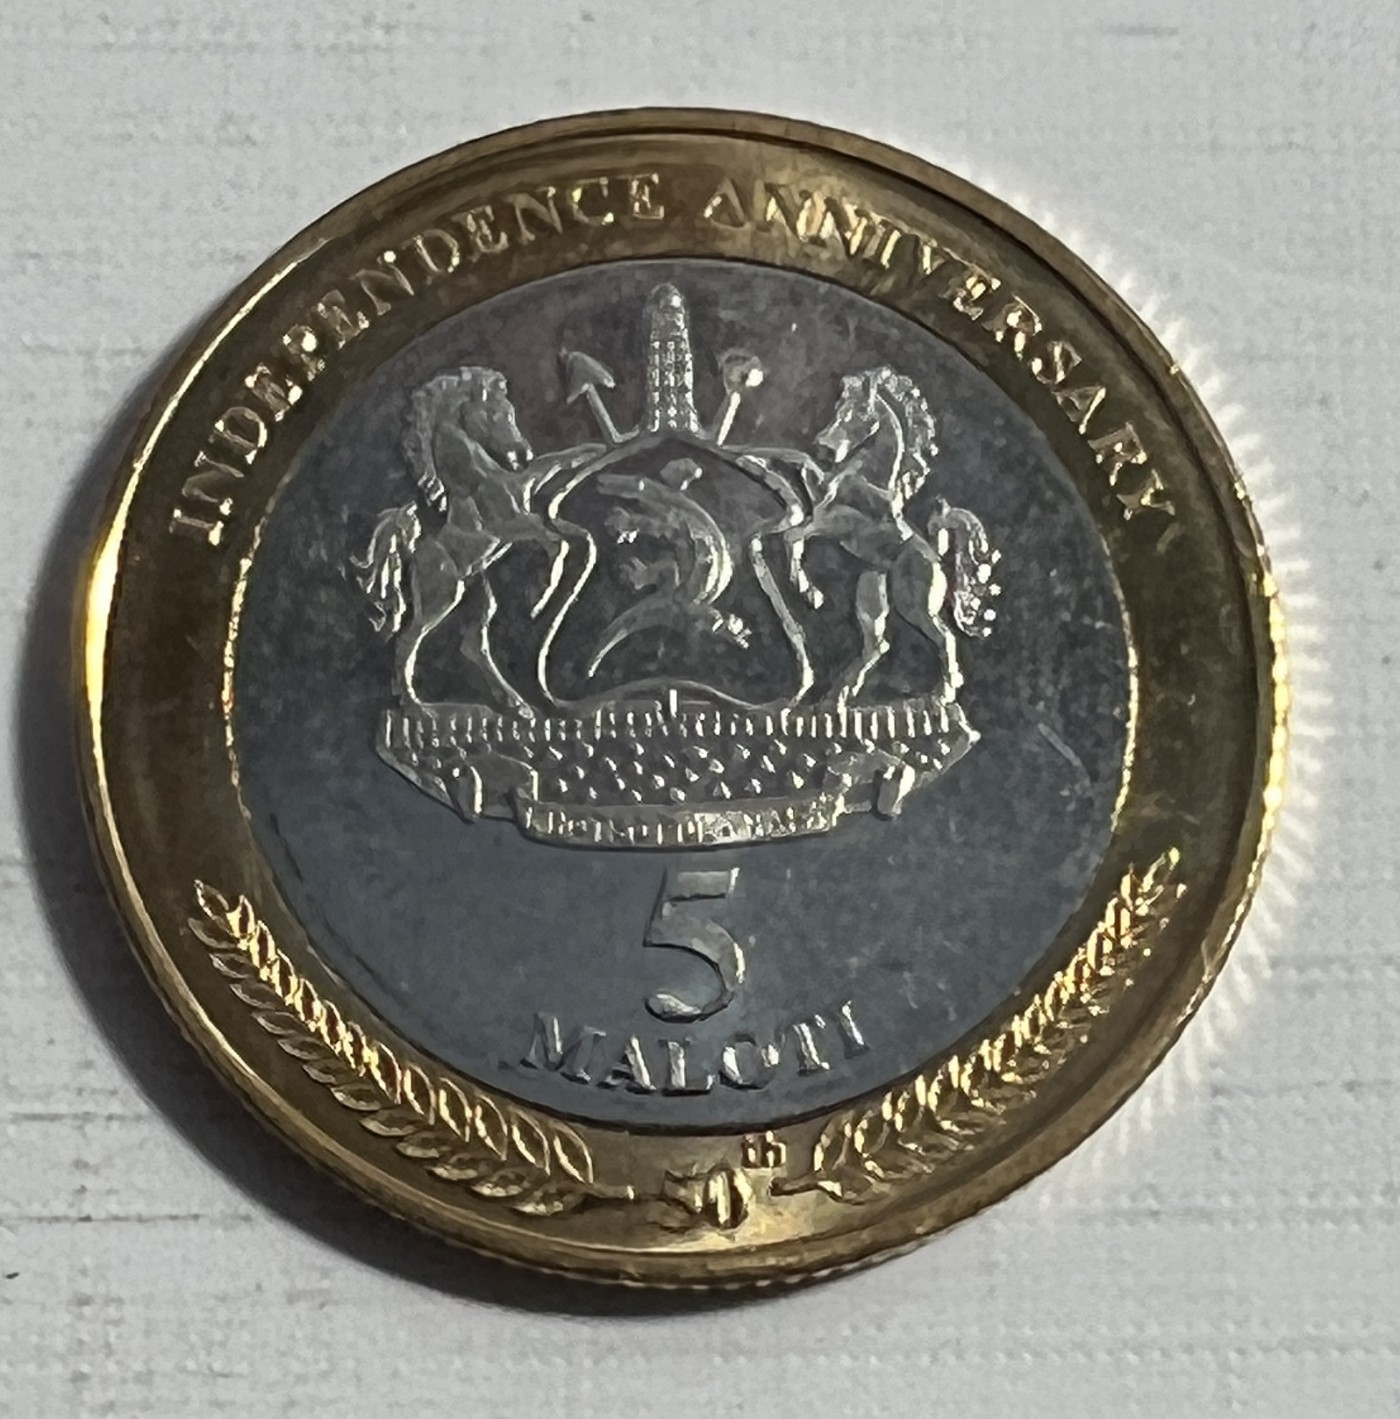 INDEPENDENCE ANNIVERSARY
5
MALOTI
50th